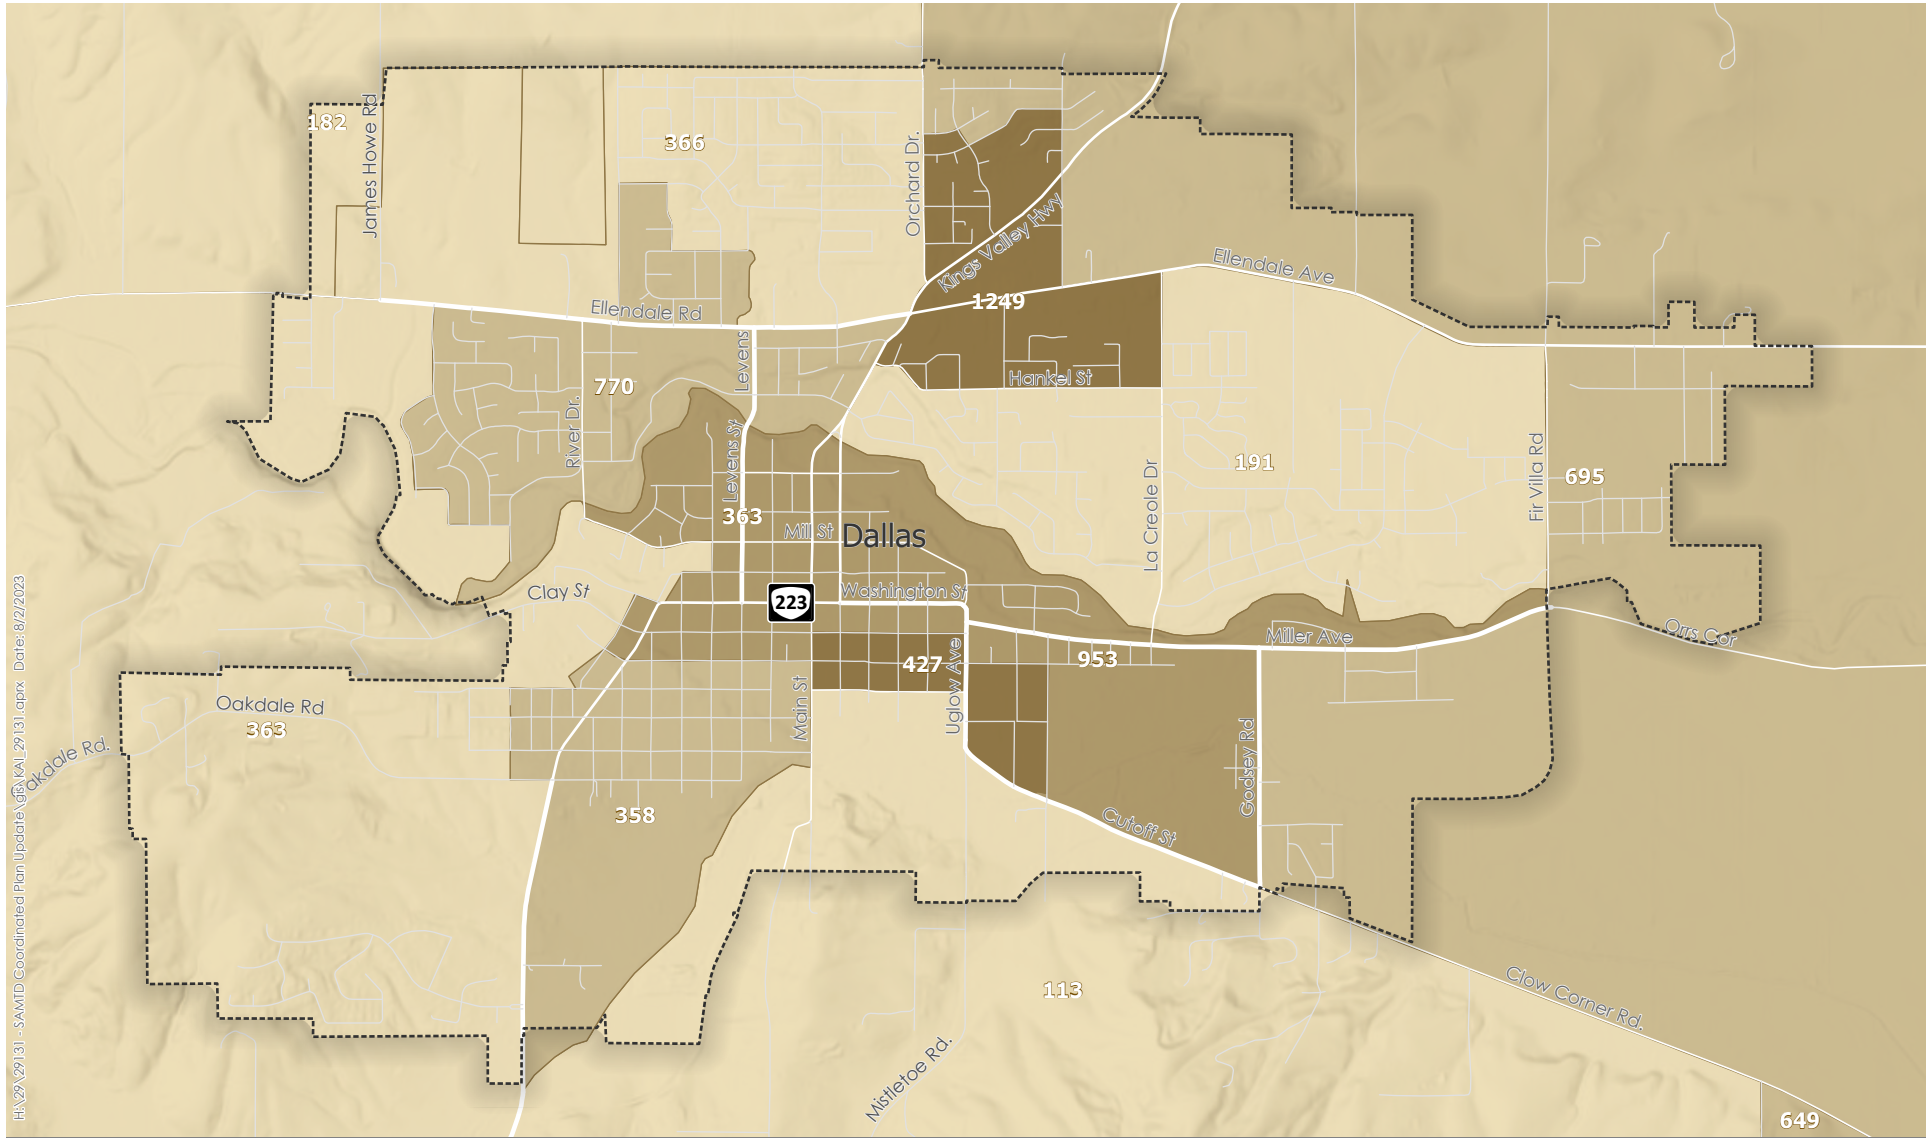 182
James Howe Rd
366
Orchard Dr.
Kings Valley Hwy
Ellendale Ave
1249
Ellendale Rd
Levens
Hankel St
770
River Dr.
Levens St
363
Mill St
Dallas
La Creole Dr
191
Fir Villa Rd
695
Clay St
223
Washington St
Miller Ave
Orrs Cor
427
Uglow Ave
953
Oakdale Rd
363
Main St
Godsey Rd
Oakdale Rd.
358
Cutoff St
113
Clow Corner Rd.
Mistletoe Rd.
649
H:\29\29131 - SAMTD Coordinated Plan Update\gis\KAI_29131.aprx Date: 8/2/2023